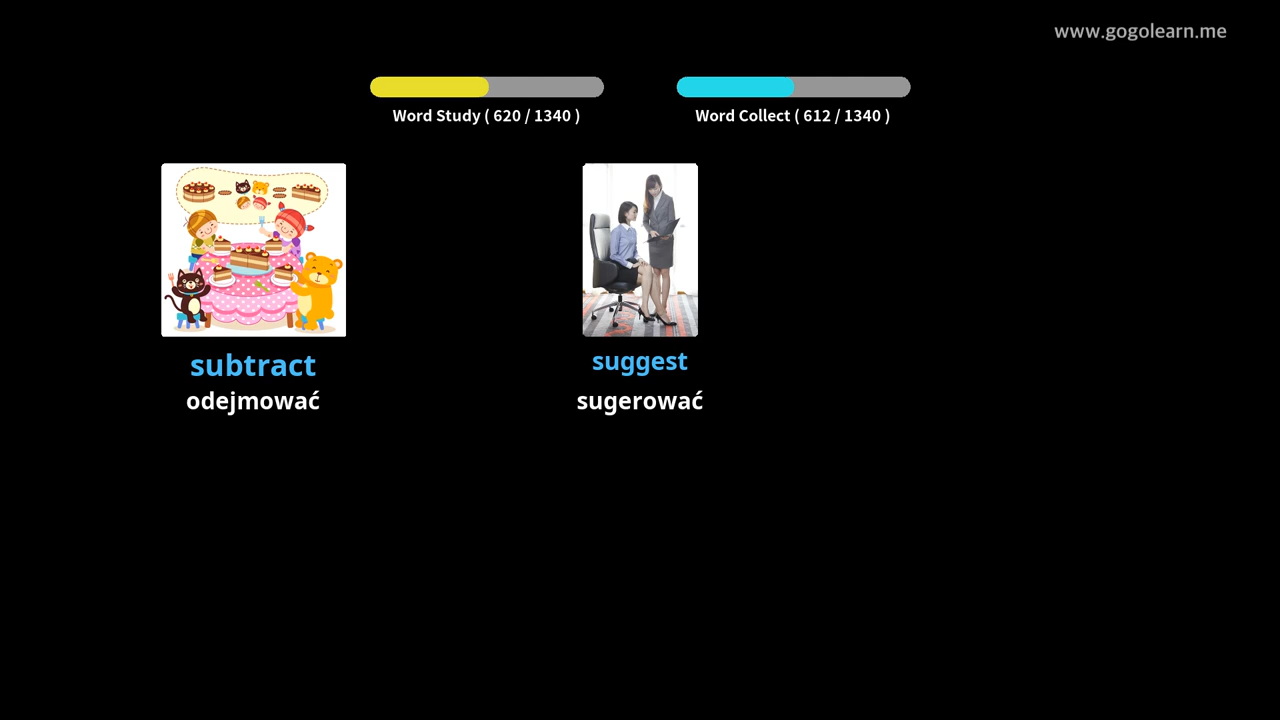 www.gogolearn.me
Word Study ( 620 / 1340 )
Word Collect ( 612 / 1340 )
subtract
odejmować
suggest
sugerować